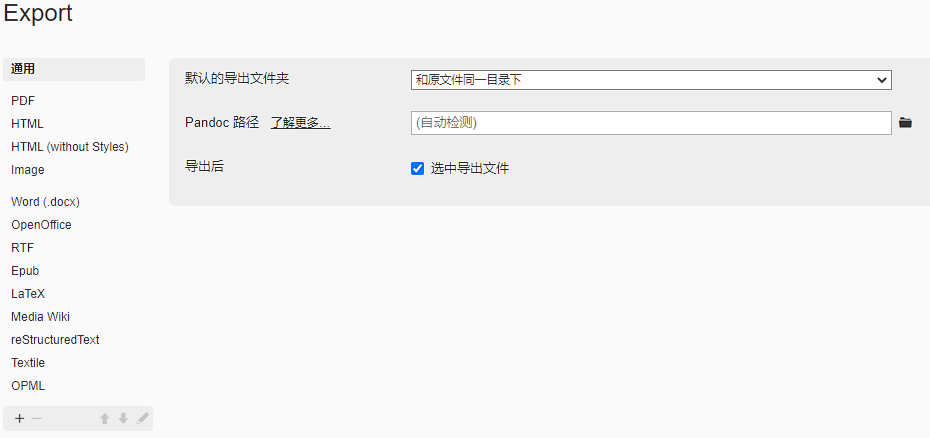 Export
通用
PDF
HTML
HTML (without Styles)
Image
Word (.docx)
OpenOffice
RTF
Epub
LaTeX
Media Wiki
reStructuredText
Textile
OPML
默认的导出文件夹
和原文件同一目录下
Pandoc 路径 了解更多...
(自动检测)
导出后
选中导出文件